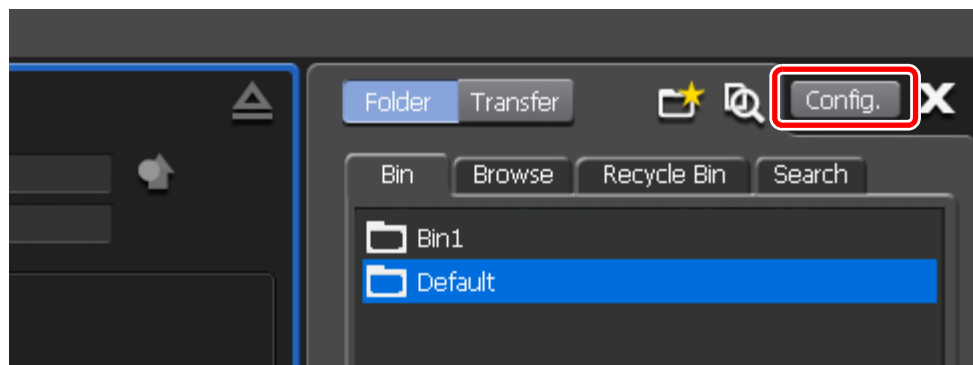 Folder Transfer Config.
Bin Browse Recycle Bin Search
Bin1
Default